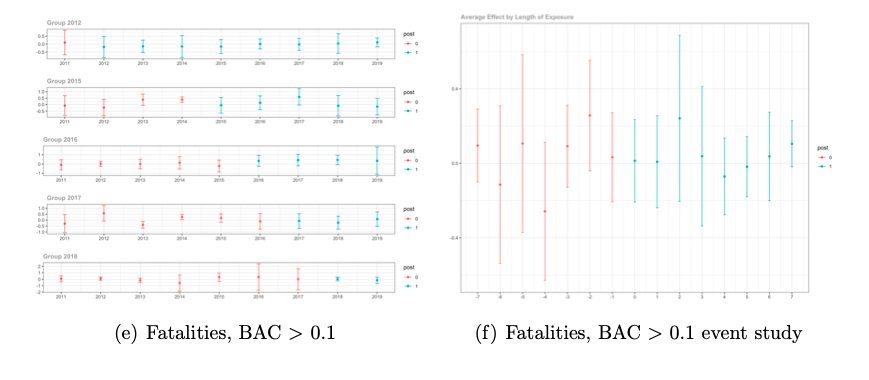 Group 2012
0.5
0.0
-0.5
2011 2012 2013 2014 2015 2016 2017 2018 2019
post
0
1
Group 2015
1.0
0.5
0.0
-0.5
2011 2012 2013 2014 2015 2016 2017 2018 2019
post
0
1
Group 2016
1
0
-1
2011 2012 2013 2014 2015 2016 2017 2018 2019
post
0
1
Group 2017
1.0
0.5
0.0
-0.5
-1.0
2011 2012 2013 2014 2015 2016 2017 2018 2019
post
0
1
Group 2018
2
1
0
-1
-2
2011 2012 2013 2014 2015 2016 2017 2018 2019
post
0
1
(e) Fatalities, BAC > 0.1
Average Effect by Length of Exposure
0.4
0.0
-0.4
-7 -6 -5 -4 -3 -2 -1 0 1 2 3 4 5 6 7
post
0
1
(f) Fatalities, BAC > 0.1 event study